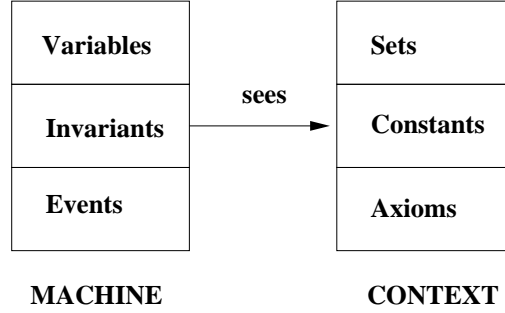 Variables
Invariants
Events
MACHINE
sees
Sets
Constants
Axioms
CONTEXT